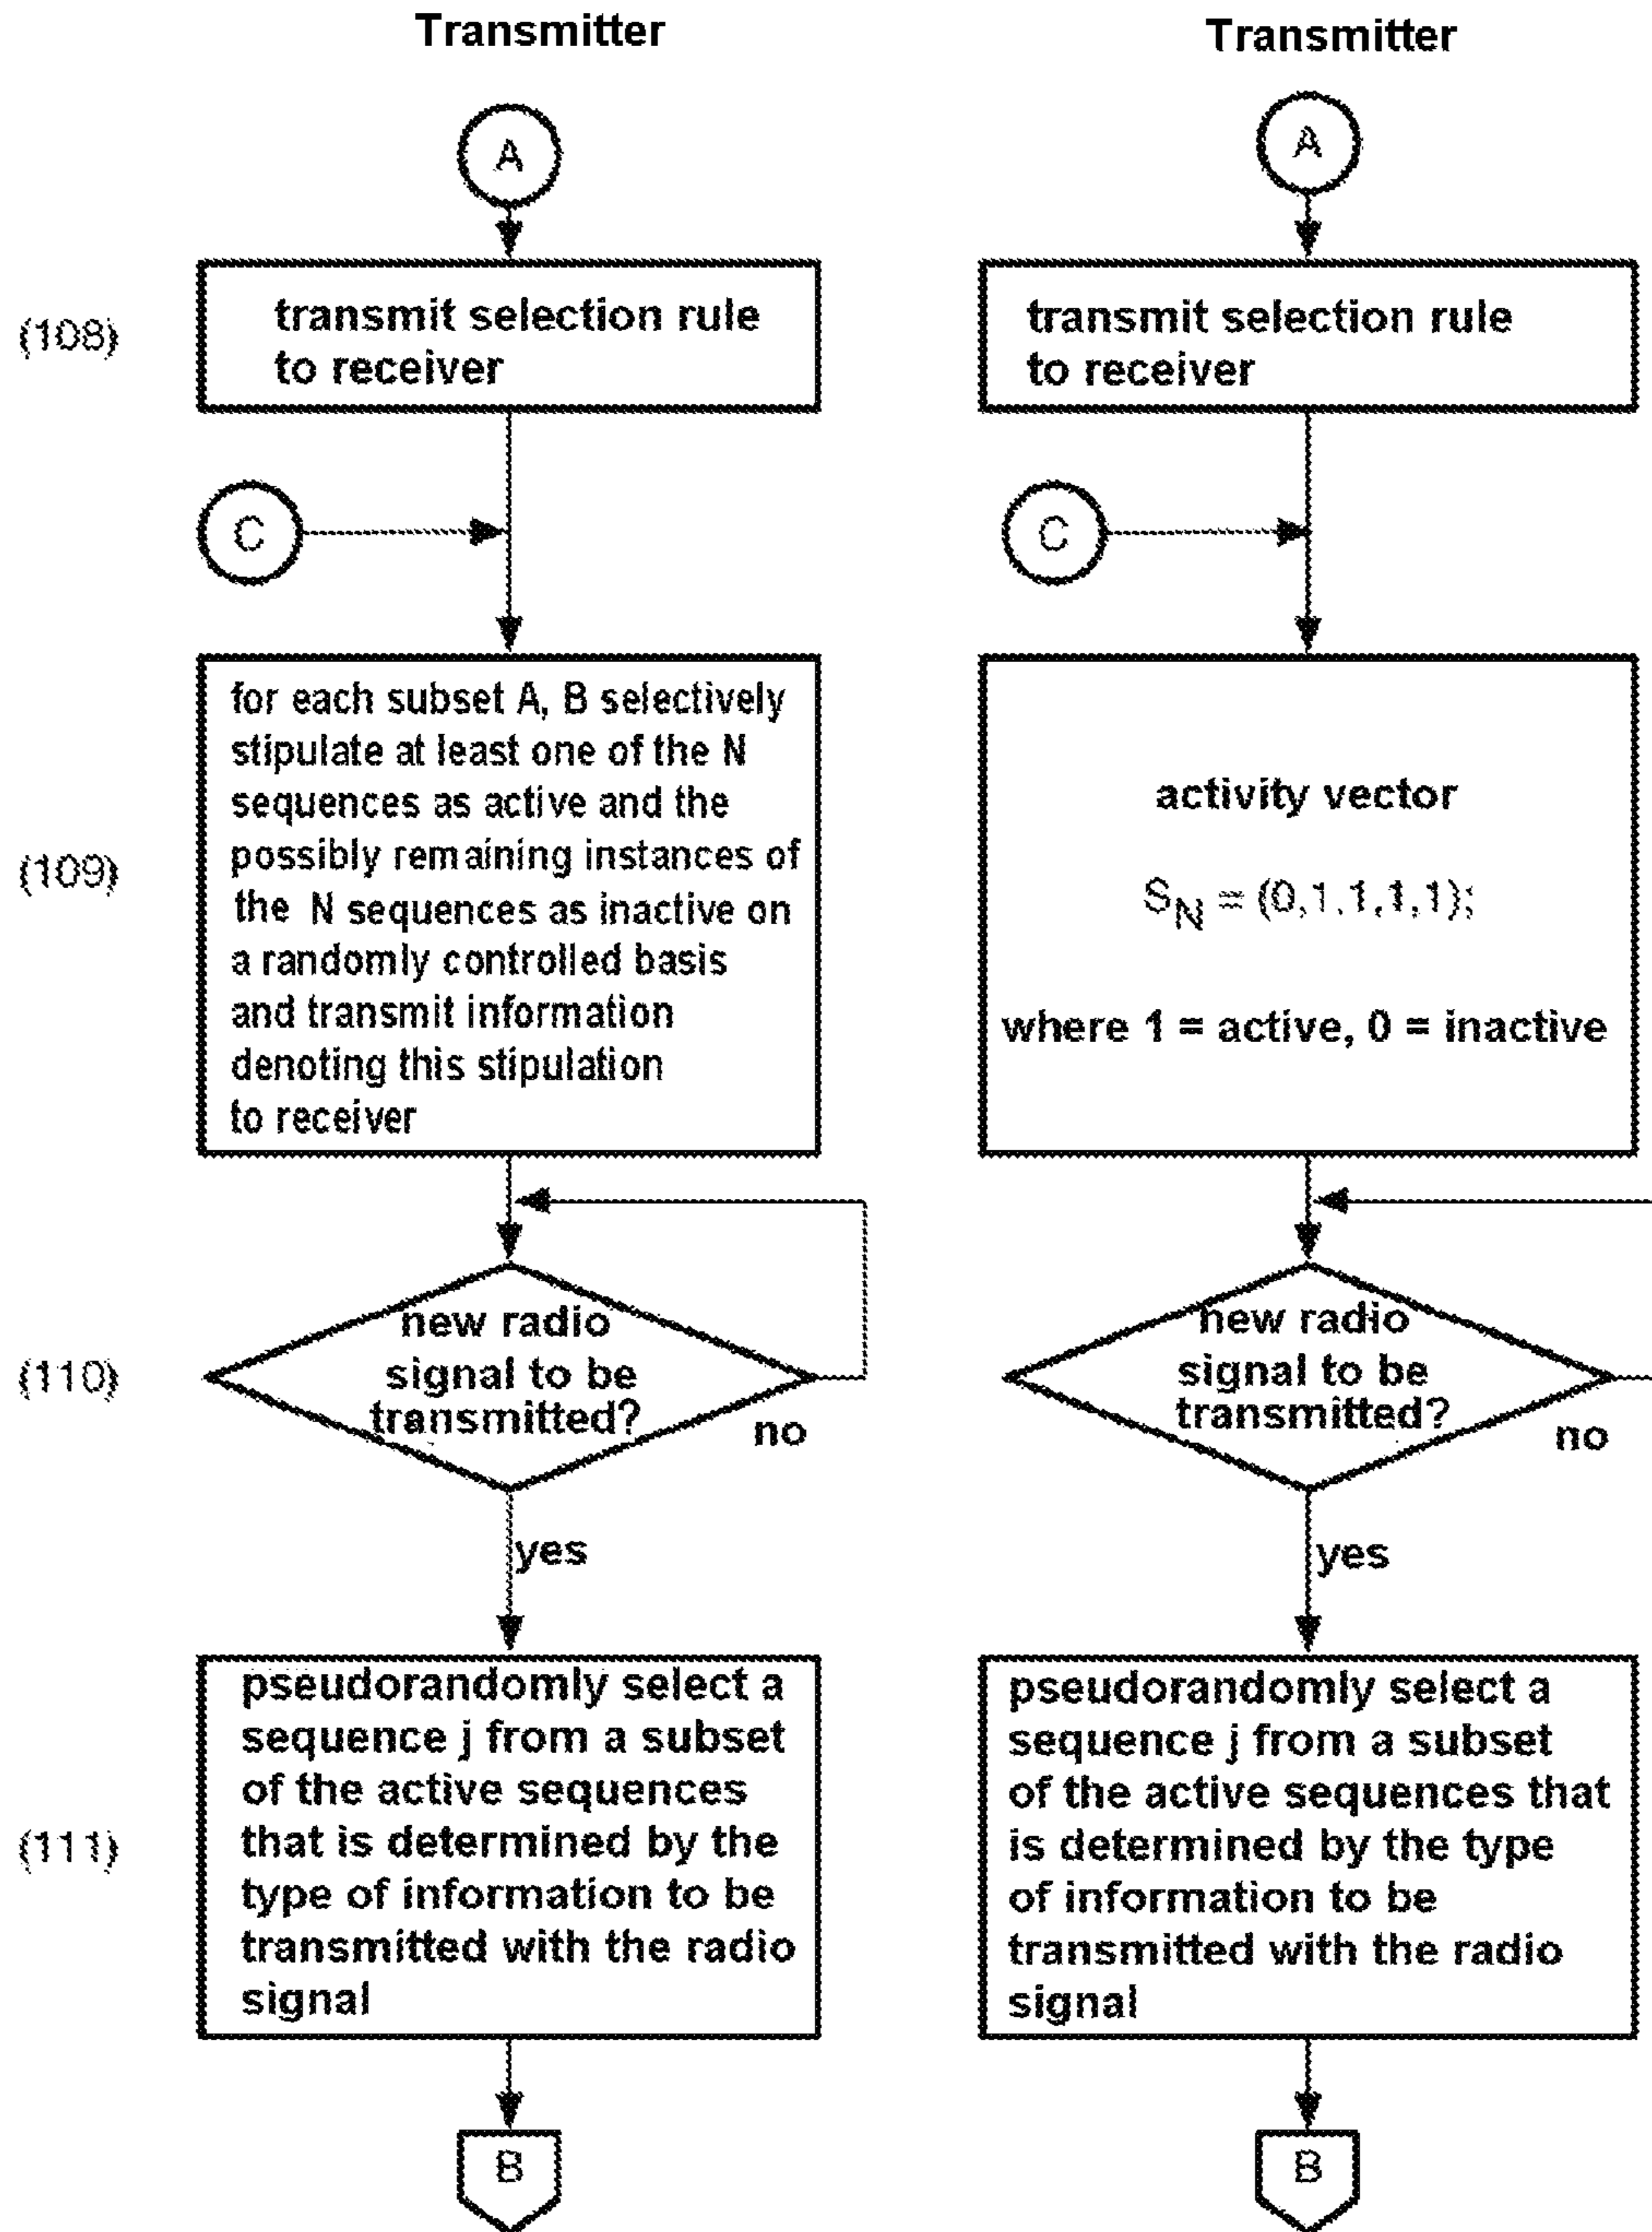 Transmitter
Transmitter
A
A
(108)
transmit selection rule
to receiver
transmit selection rule
to receiver
C
C
(109)
for each subset A, B selectively
stipulate at least one of the N
sequences as active and the
possibly remaining instances of
the N sequences as inactive on
a randomly controlled basis
and transmit information
denoting this stipulation
to receiver
activity vector
S_N = (0,1,1,1,1);
where 1 = active, 0 = inactive
(110)
new radio
signal to be
transmitted?
no
yes
new radio
signal to be
transmitted?
no
yes
(111)
pseudorandomly select a
sequence j from a subset
of the active sequences
that is determined by the
type of information to be
transmitted with the radio
signal
pseudorandomly select a
sequence j from a subset
of the active sequences that
is determined by the type
of information to be
transmitted with the radio
signal
B
B